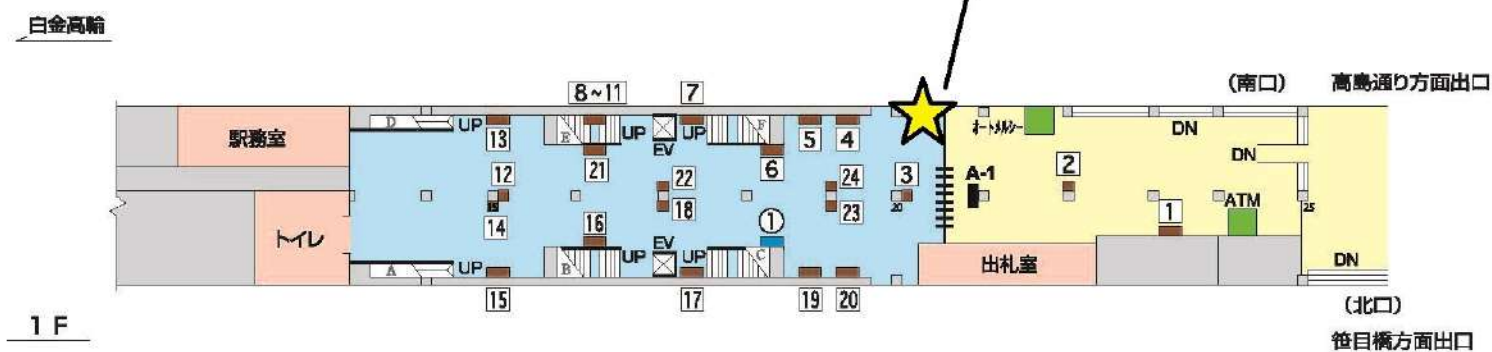 白金高輪
(南口) 高島通り方面出口
8~11 7
駅務室
D UP 13 E UP EV UP F 5 4
オートメルシー
DN
DN
21 6
12 22 24 3 A-1 2
15 20 25
14 18 23
16 ① 1 ATM
トイレ
A UP B UP EV UP C
出札室
DN
15 17 19 20
(北口)
笹目橋方面出口
1F